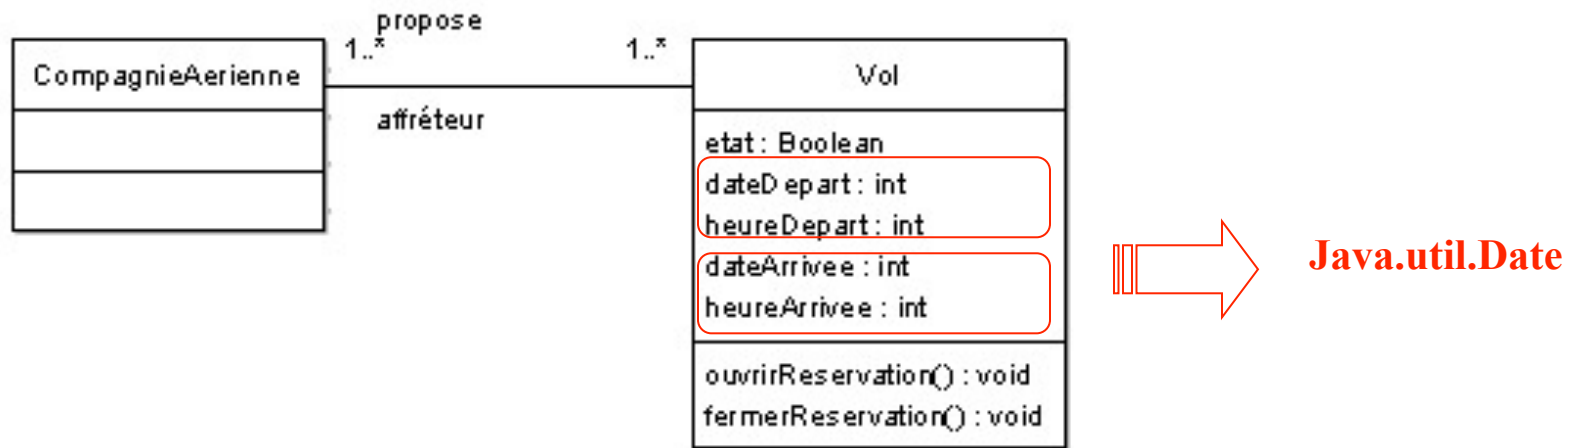 propose
1..*
1..*
CompagnieAerienne
affréteur
Vol
etat : Boolean
dateDepart : int
heureDepart : int
dateArrivee : int
heureArrivee : int
ouvrirReservation() : void
fermerReservation() : void
Java.util.Date